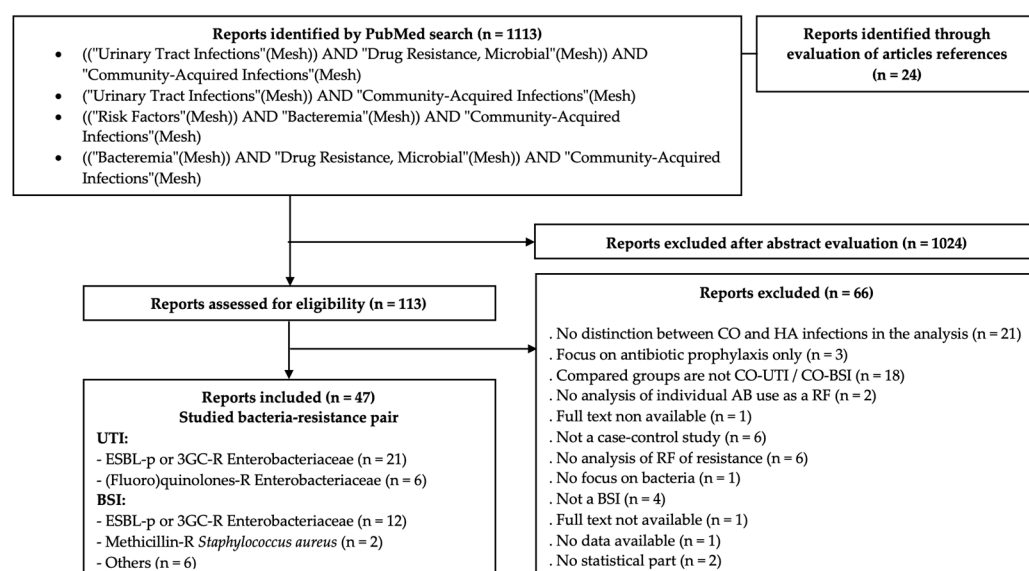 Reports identified by PubMed search (n = 1113)
• (("Urinary Tract Infections"(Mesh)) AND "Drug Resistance, Microbial"(Mesh)) AND
"Community-Acquired Infections"(Mesh)
• ("Urinary Tract Infections"(Mesh)) AND "Community-Acquired Infections"(Mesh)
• (("Risk Factors"(Mesh)) AND "Bacteremia"(Mesh)) AND "Community-Acquired
Infections"(Mesh)
• (("Bacteremia"(Mesh)) AND "Drug Resistance, Microbial"(Mesh)) AND "Community-Acquired
Infections"(Mesh)
Reports identified through
evaluation of articles references
(n = 24)
Reports excluded after abstract evaluation (n = 1024)
Reports assessed for eligibility (n = 113)
Reports excluded (n = 66)
. No distinction between CO and HA infections in the analysis (n = 21)
. Focus on antibiotic prophylaxis only (n = 3)
. Compared groups are not CO-UTI / CO-BSI (n = 18)
. No analysis of individual AB use as a RF (n = 2)
. Full text non available (n = 1)
. Not a case-control study (n = 6)
. No analysis of RF of resistance (n = 6)
. No focus on bacteria (n = 1)
. Not a BSI (n = 4)
. Full text not available (n = 1)
. No data available (n = 1)
. No statistical part (n = 2)
Reports included (n = 47)
Studied bacteria-resistance pair
UTI:
- ESBL-p or 3GC-R Enterobacteriaceae (n = 21)
- (Fluoro)quinolones-R Enterobacteriaceae (n = 6)
BSI:
- ESBL-p or 3GC-R Enterobacteriaceae (n = 12)
- Methicillin-R Staphylococcus aureus (n = 2)
- Others (n = 6)